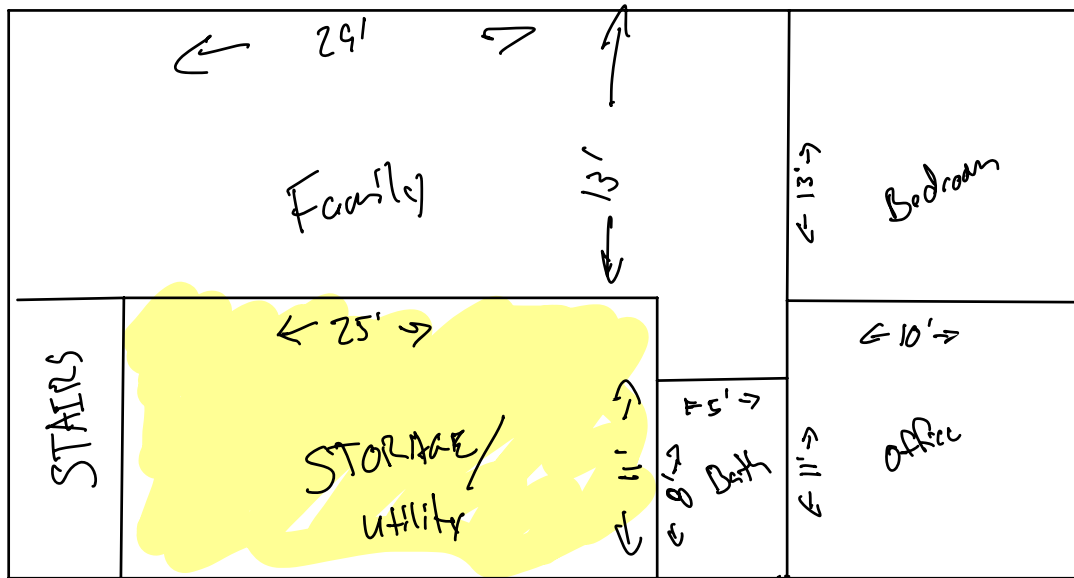 29'
13'
Family
13'
Bedroom
25'
10'
STAIRS
5'
STORAGE/
utility
11'
8'
Bath
11'
office